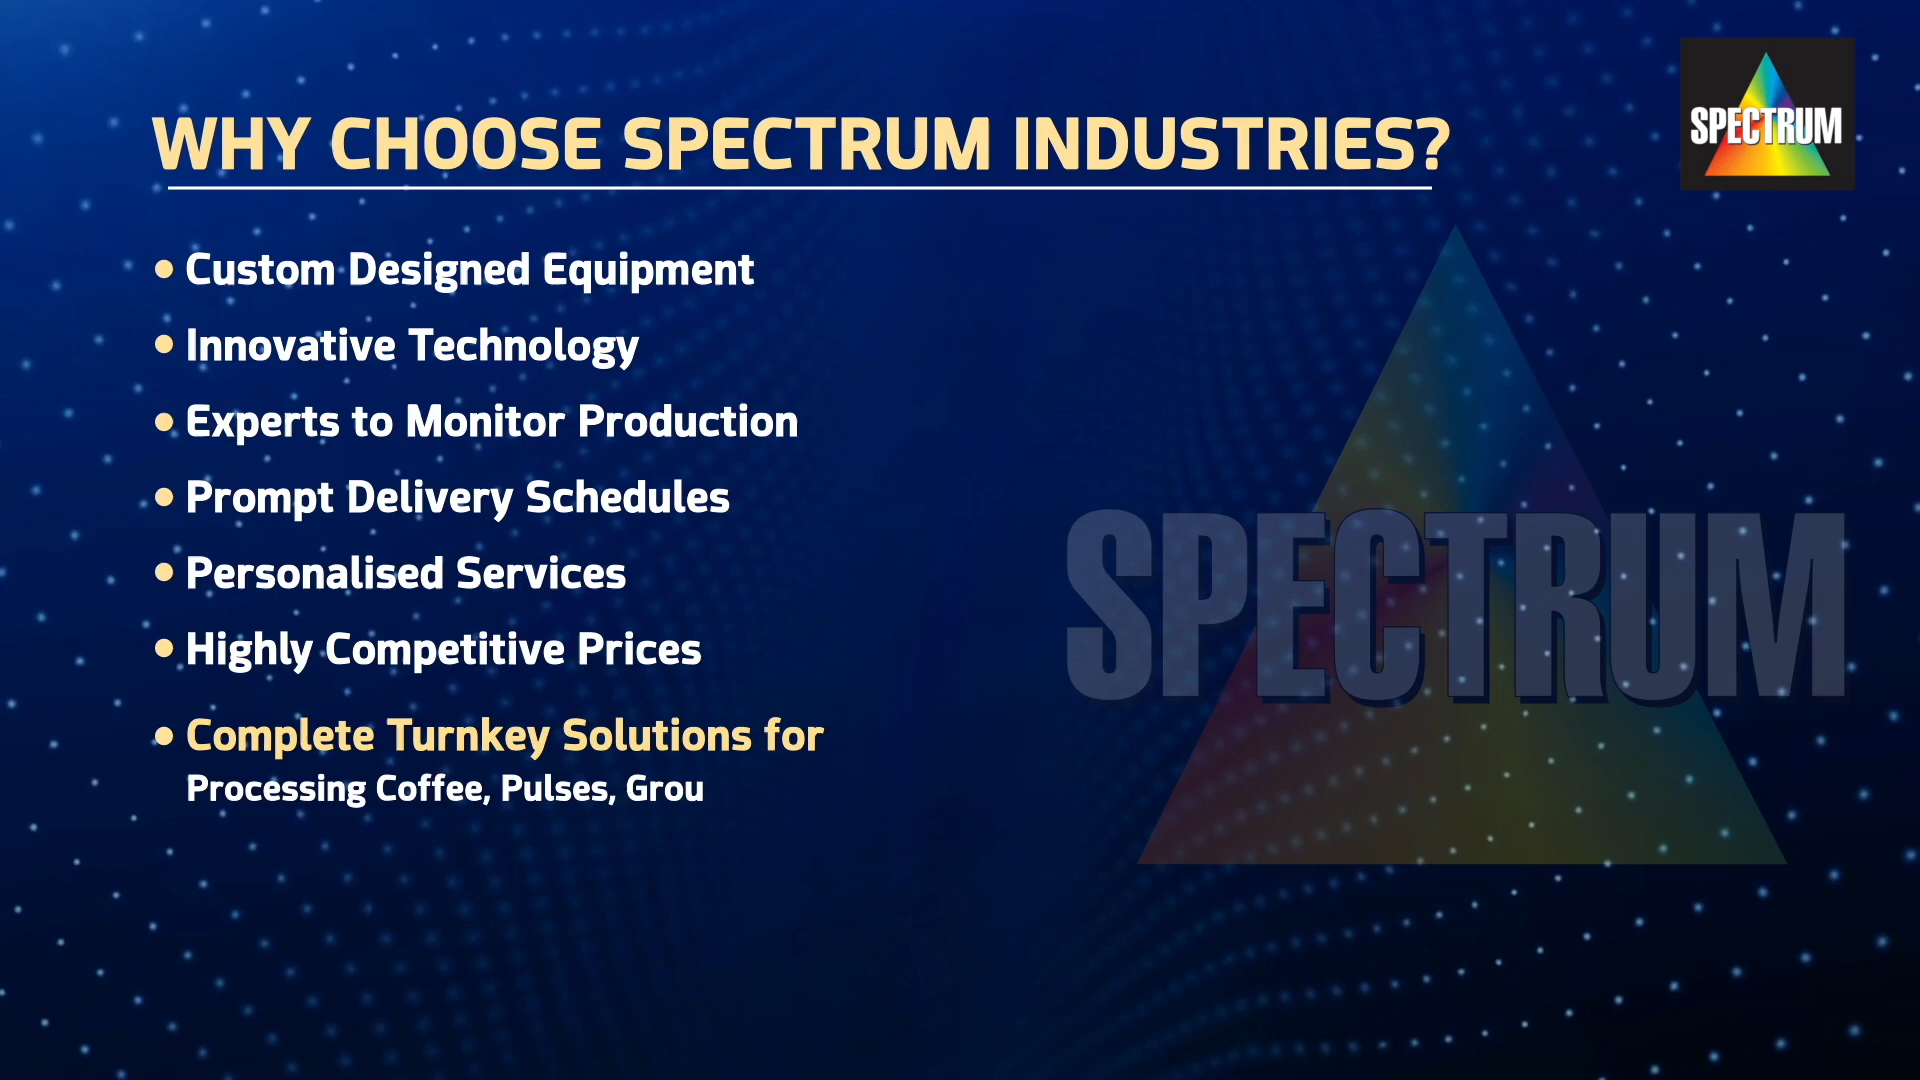 WHY CHOOSE SPECTRUM INDUSTRIES?
SPECTRUM
• Custom Designed Equipment
• Innovative Technology
• Experts to Monitor Production
• Prompt Delivery Schedules
• Personalised Services
• Highly Competitive Prices
• Complete Turnkey Solutions for
Processing Coffee, Pulses, Grou
SPECTRUM